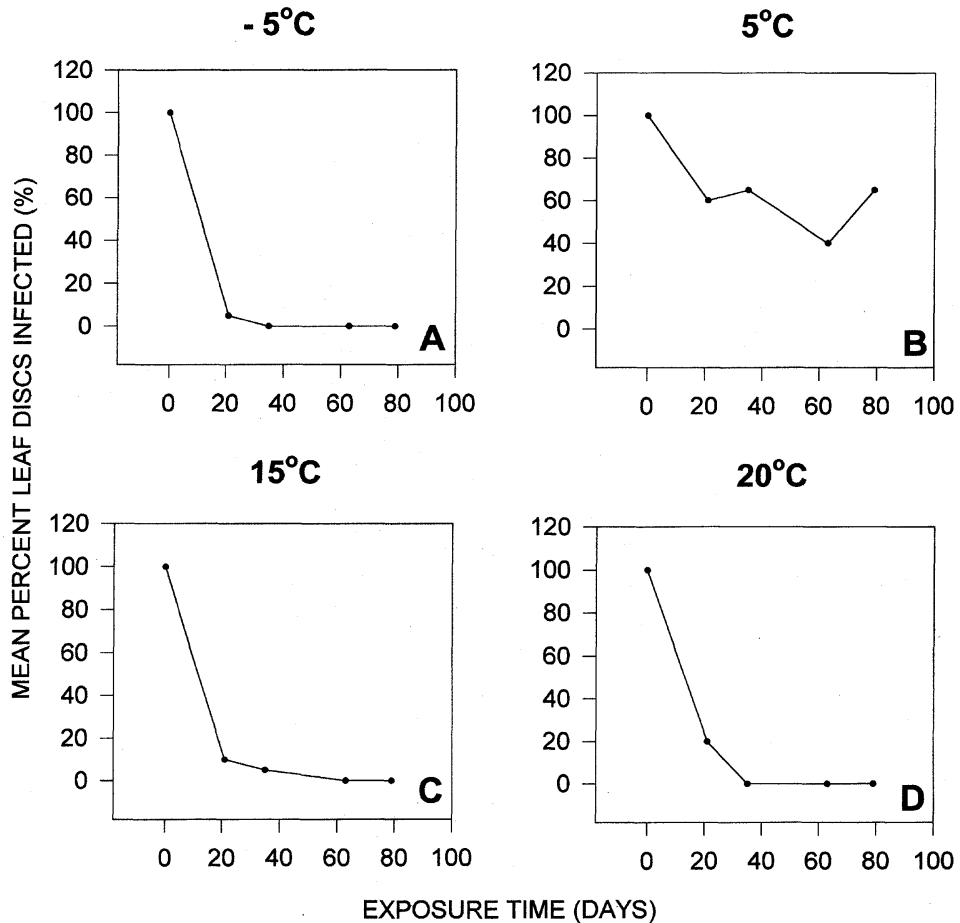 - 5°C
120
100
80
60
40
20
0
A
0 20 40 60 80 100
5°C
120
100
80
60
40
20
0
B
0 20 40 60 80 100
15°C
120
100
80
60
40
20
0
C
0 20 40 60 80 100
20°C
120
100
80
60
40
20
0
D
0 20 40 60 80 100
MEAN PERCENT LEAF DISCS INFECTED (%)
EXPOSURE TIME (DAYS)